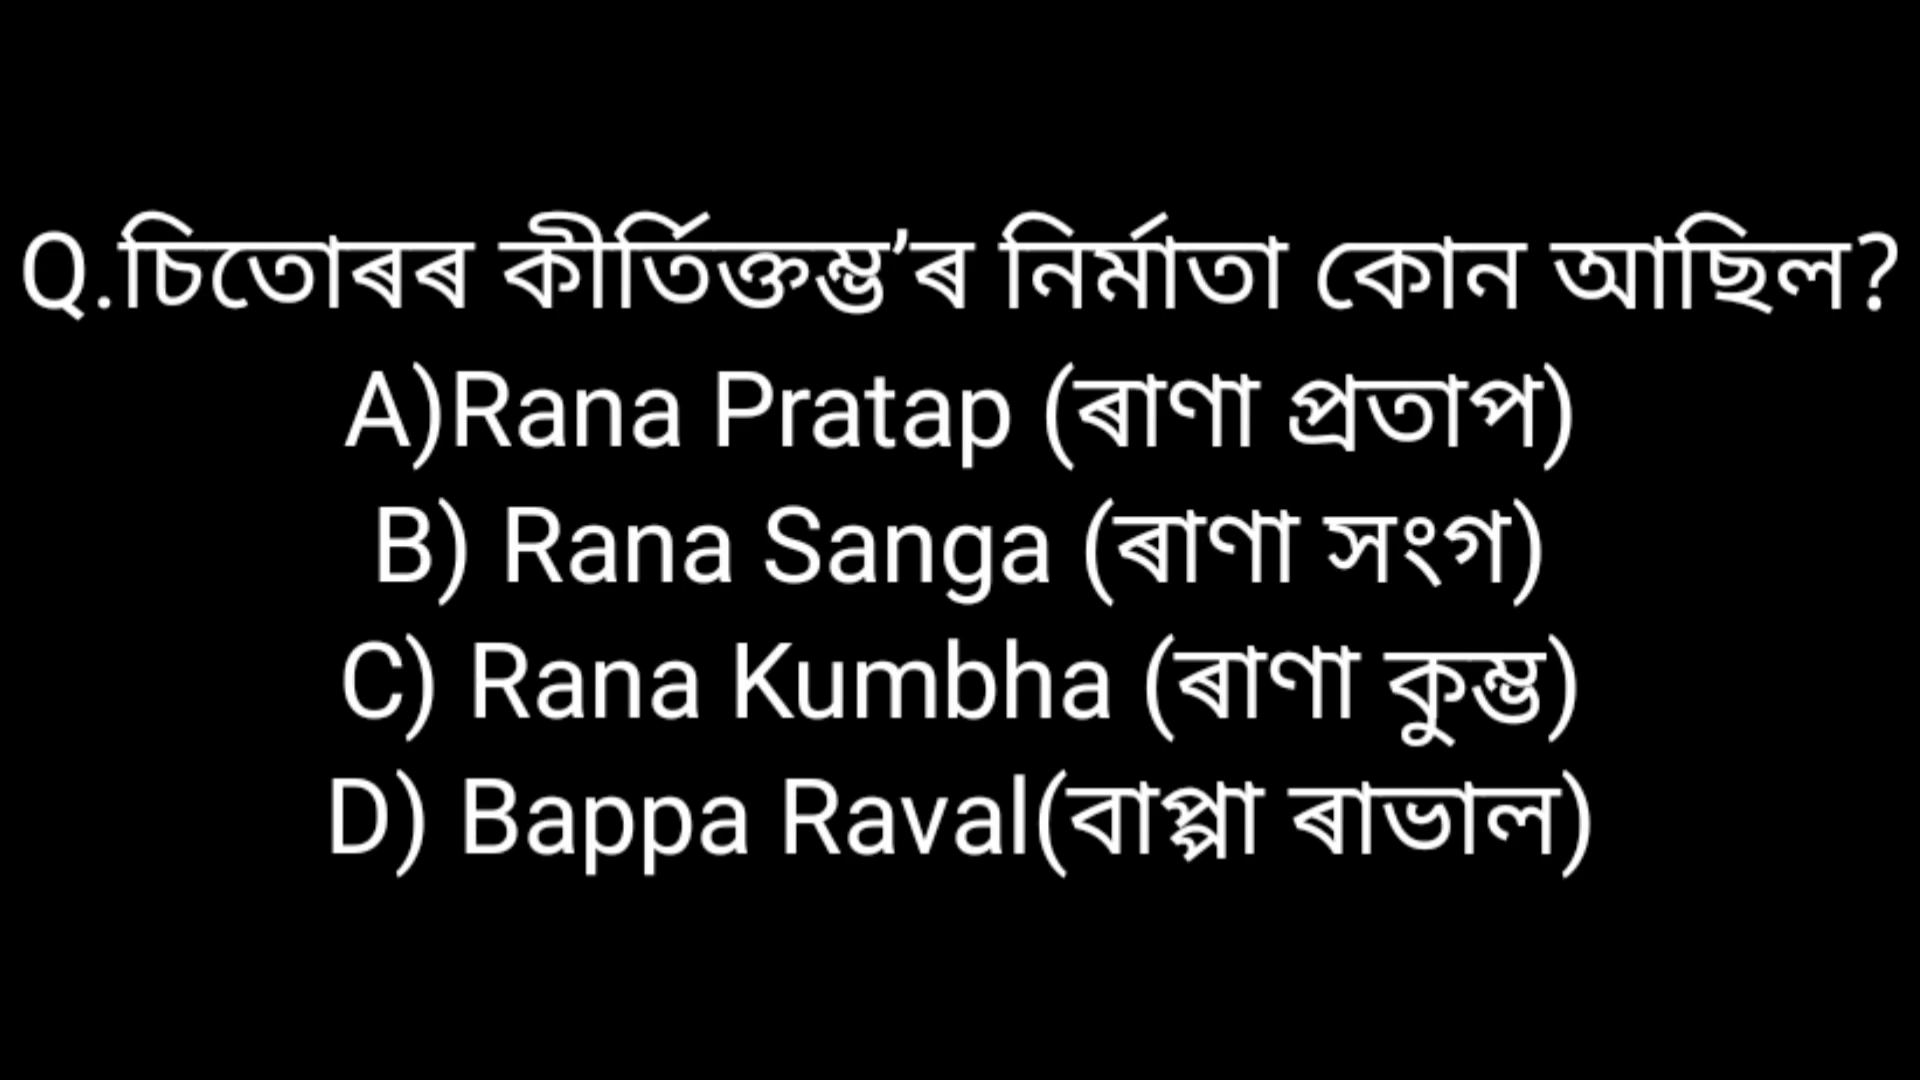 Q.চিতোৰৰ কীৰ্তিক্তম্ভ’ৰ নিৰ্মাতা কোন আছিল?
A)Rana Pratap (ৰাণা প্ৰতাপ)
B) Rana Sanga (ৰাণা সংগ)
C) Rana Kumbha (ৰাণা কুম্ভ)
D) Bappa Raval(বাপ্পা ৰাভাল)